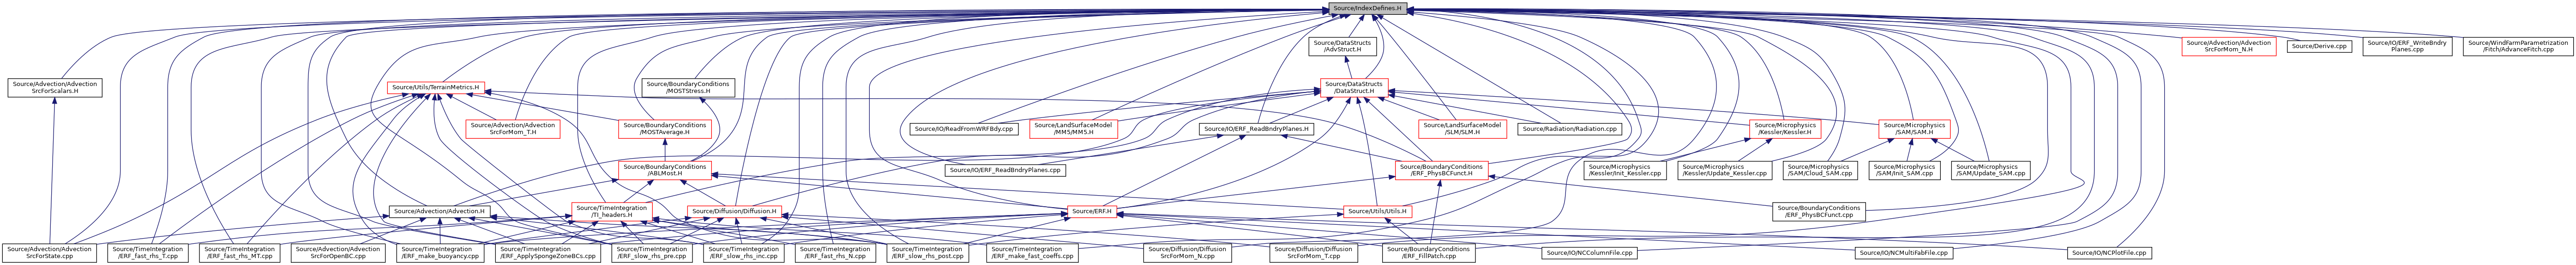 Source/IndexDefines.H
Source/DataStructs
/AdvStruct.H
Source/Advection/Advection
SrcForMom_N.H
Source/Derive.cpp
Source/IO/ERF_WriteBndry
Planes.cpp
Source/WindFarmParametrization
/Fitch/AdvanceFitch.cpp
Source/Advection/Advection
SrcForScalars.H
Source/Utils/TerrainMetrics.H
Source/BoundaryConditions
/MOSTStress.H
Source/DataStructs
/DataStruct.H
Source/Advection/Advection
SrcForMom_T.H
Source/BoundaryConditions
/MOSTAverage.H
Source/IO/ReadFromWRFBdy.cpp
Source/LandSurfaceModel
/MM5/MM5.H
Source/IO/ERF_ReadBndryPlanes.H
Source/LandSurfaceModel
/SLM/SLM.H
Source/Radiation/Radiation.cpp
Source/Microphysics
/Kessler/Kessler.H
Source/Microphysics
/SAM/SAM.H
Source/BoundaryConditions
/ABLMost.H
Source/IO/ERF_ReadBndryPlanes.cpp
Source/BoundaryConditions
/ERF_PhysBCFunct.H
Source/Microphysics
/Kessler/Init_Kessler.cpp
Source/Microphysics
/Kessler/Update_Kessler.cpp
Source/Microphysics
/SAM/Cloud_SAM.cpp
Source/Microphysics
/SAM/Init_SAM.cpp
Source/Microphysics
/SAM/Update_SAM.cpp
Source/Advection/Advection.H
Source/TimeIntegration
/TI_headers.H
Source/Diffusion/Diffusion.H
Source/ERF.H
Source/Utils/Utils.H
Source/BoundaryConditions
/ERF_PhysBCFunct.cpp
Source/Advection/Advection
SrcForState.cpp
Source/TimeIntegration
/ERF_fast_rhs_T.cpp
Source/TimeIntegration
/ERF_fast_rhs_MT.cpp
Source/Advection/Advection
SrcForOpenBC.cpp
Source/TimeIntegration
/ERF_make_buoyancy.cpp
Source/TimeIntegration
/ERF_ApplySpongeZoneBCs.cpp
Source/TimeIntegration
/ERF_slow_rhs_pre.cpp
Source/TimeIntegration
/ERF_slow_rhs_inc.cpp
Source/TimeIntegration
/ERF_fast_rhs_N.cpp
Source/TimeIntegration
/ERF_slow_rhs_post.cpp
Source/TimeIntegration
/ERF_make_fast_coeffs.cpp
Source/Diffusion/Diffusion
SrcForMom_N.cpp
Source/Diffusion/Diffusion
SrcForMom_T.cpp
Source/BoundaryConditions
/ERF_FillPatch.cpp
Source/IO/NCColumnFile.cpp
Source/IO/NCMultiFabFile.cpp
Source/IO/NCPlotFile.cpp